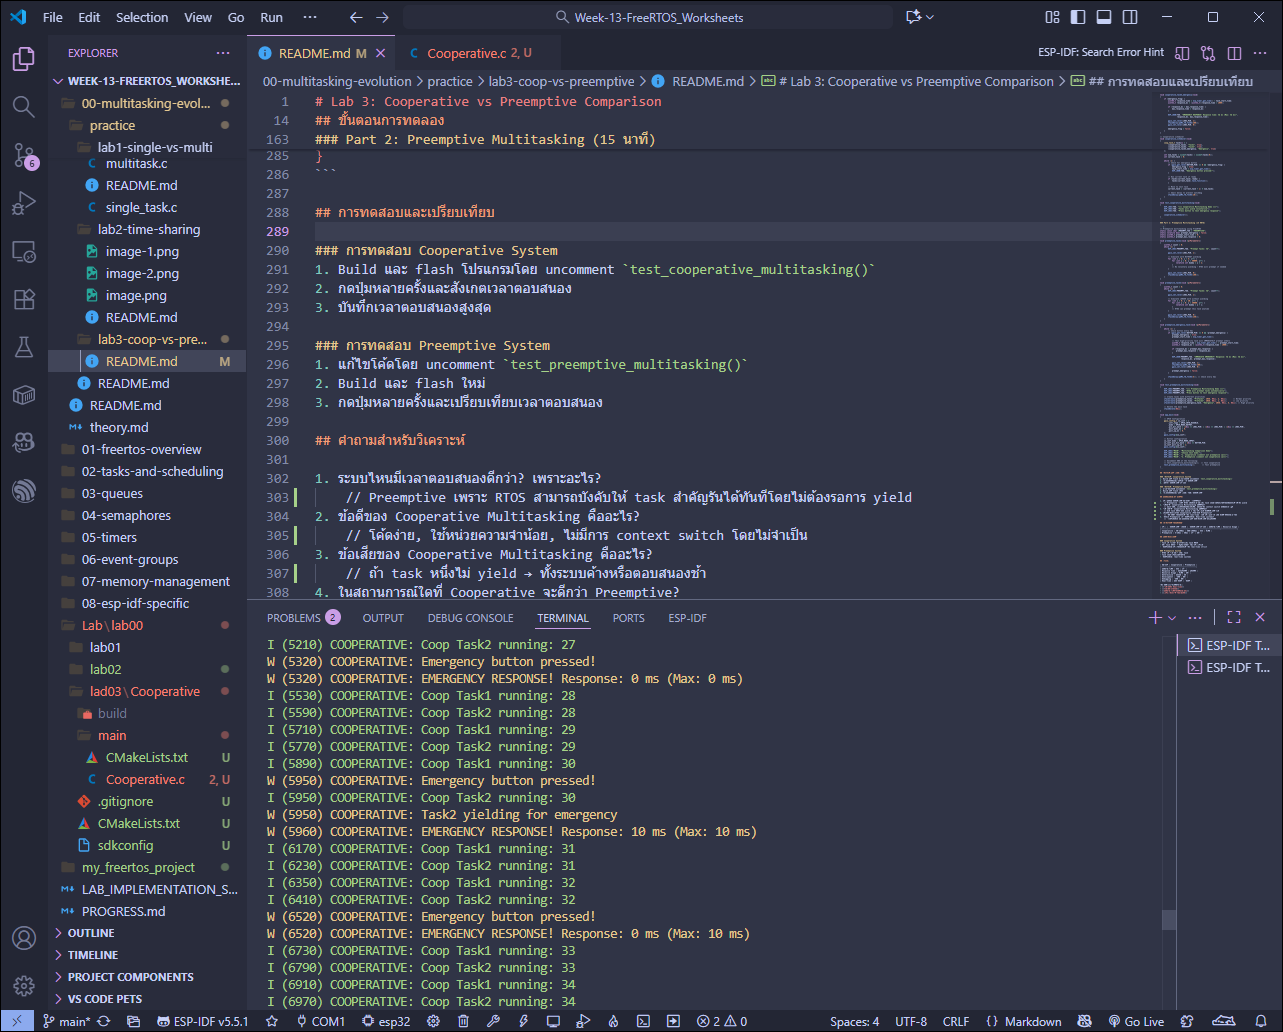 File Edit Selection View Go Run ··· Week-13-FreeRTOS_Worksheets
EXPLORER
WEEK-13-FREERTOS_WORKSHE...
00-multitasking-evol...
practice
lab1-single-vs-multi
multitask.c
README.md
single_task.c
lab2-time-sharing
image-1.png
image-2.png
image.png
README.md
lab3-coop-vs-pre...
README.md M
README.md
README.md
theory.md
01-freertos-overview
02-tasks-and-scheduling
03-queues
04-semaphores
05-timers
06-event-groups
07-memory-management
08-esp-idf-specific
Lab\lab00
lab01
lab02
lad03\Cooperative
build
main
CMakeLists.txt U
Cooperative.c 2, U
.gitignore U
CMakeLists.txt U
sdkconfig U
my_freertos_project
LAB_IMPLEMENTATION_S...
PROGRESS.md
OUTLINE
TIMELINE
PROJECT COMPONENTS
VS CODE PETS
6
README.md M
Cooperative.c 2, U
ESP-IDF: Search Error Hint
00-multitasking-evolution > practice > lab3-coop-vs-preemptive > README.md > # Lab 3: Cooperative vs Preemptive Comparison > ## การทดสอบและเปรียบเทียบ
1 # Lab 3: Cooperative vs Preemptive Comparison
14 ## ขั้นตอนการทดลอง
163 ### Part 2: Preemptive Multitasking (15 นาที)
285 }
286 ```
287
288 ## การทดสอบและเปรียบเทียบ
289
290 ### การทดสอบ Cooperative System
291 1. Build และ flash โปรแกรมโดย uncomment `test_cooperative_multitasking()`
292 2. กดปุ่มหลายครั้งและสังเกตเวลาตอบสนอง
293 3. บันทึกเวลาตอบสนองสูงสุด
294
295 ### การทดสอบ Preemptive System
296 1. แก้ไขโค้ดโดย uncomment `test_preemptive_multitasking()`
297 2. Build และ flash ใหม่
298 3. กดปุ่มหลายครั้งและเปรียบเทียบเวลาตอบสนอง
299
300 ## คำถามสำหรับวิเคราะห์
301
302 1. ระบบไหนมีเวลาตอบสนองดีกว่า? เพราะอะไร?
303 // Preemptive เพราะ RTOS สามารถบังคับให้ task สำคัญรันได้ทันทีโดยไม่ต้องรอการ yield
304 2. ข้อดีของ Cooperative Multitasking คืออะไร?
305 // โค้ดง่าย, ใช้หน่วยความจำน้อย, ไม่มีการ context switch โดยไม่จำเป็น
306 3. ข้อเสียของ Cooperative Multitasking คืออะไร?
307 // ถ้า task หนึ่งไม่ yield → ทั้งระบบค้างหรือตอบสนองช้า
308 4. ในสถานการณ์ใดที่ Cooperative จะดีกว่า Preemptive?
PROBLEMS 2 OUTPUT DEBUG CONSOLE TERMINAL PORTS ESP-IDF
I (5210) COOPERATIVE: Coop Task2 running: 27
W (5320) COOPERATIVE: Emergency button pressed!
W (5320) COOPERATIVE: EMERGENCY RESPONSE! Response: 0 ms (Max: 0 ms)
I (5530) COOPERATIVE: Coop Task1 running: 28
I (5590) COOPERATIVE: Coop Task2 running: 28
I (5710) COOPERATIVE: Coop Task1 running: 29
I (5770) COOPERATIVE: Coop Task2 running: 29
I (5890) COOPERATIVE: Coop Task1 running: 30
W (5950) COOPERATIVE: Emergency button pressed!
I (5950) COOPERATIVE: Coop Task2 running: 30
W (5950) COOPERATIVE: Task2 yielding for emergency
W (5960) COOPERATIVE: EMERGENCY RESPONSE! Response: 10 ms (Max: 10 ms)
I (6170) COOPERATIVE: Coop Task1 running: 31
I (6230) COOPERATIVE: Coop Task2 running: 31
I (6350) COOPERATIVE: Coop Task1 running: 32
I (6410) COOPERATIVE: Coop Task2 running: 32
W (6520) COOPERATIVE: Emergency button pressed!
W (6520) COOPERATIVE: EMERGENCY RESPONSE! Response: 0 ms (Max: 10 ms)
I (6730) COOPERATIVE: Coop Task1 running: 33
I (6790) COOPERATIVE: Coop Task2 running: 33
I (6910) COOPERATIVE: Coop Task1 running: 34
I (6970) COOPERATIVE: Coop Task2 running: 34
ESP-IDF T...
ESP-IDF T...
main* ESP-IDF v5.5.1 COM1 esp32 2 0 Spaces: 4 UTF-8 CRLF {} Markdown Go Live